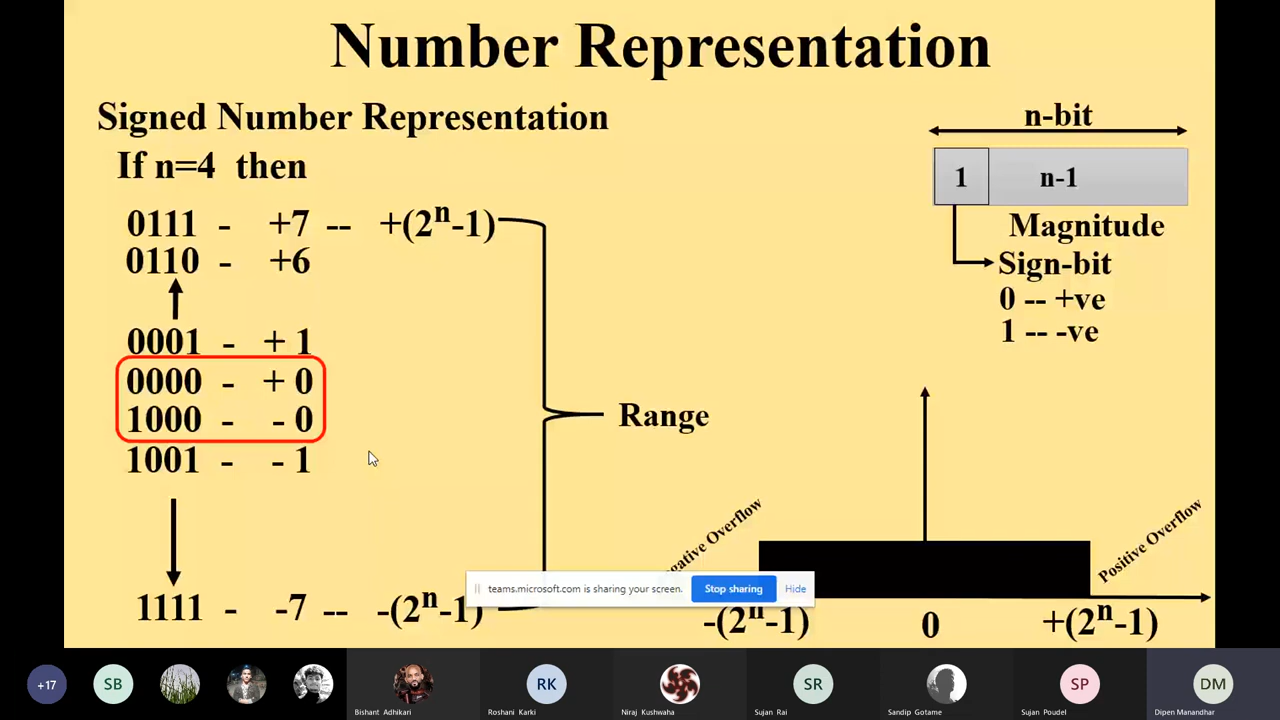 Number Representation
Signed Number Representation
If n=4 then
0111 - +7 -- +(2ⁿ-1)
0110 - +6
0001 - + 1
0000 - + 0
1000 - - 0
1001 - - 1
1111 - -7 -- -(2ⁿ-1)
Range
n-bit
1 n-1
Magnitude
Sign-bit
0 -- +ve
1 -- -ve
Overflow
Positive Overflow
-(2ⁿ-1) 0 +(2ⁿ-1)
teams.microsoft.com is sharing your screen. Stop sharing Hide
+17 SB RK SR SP DM
Bishant Adhikari Roshani Karki Niraj Kushwaha Sujan Rai Sandip Gotame Sujan Poudel Dipen Manandhar